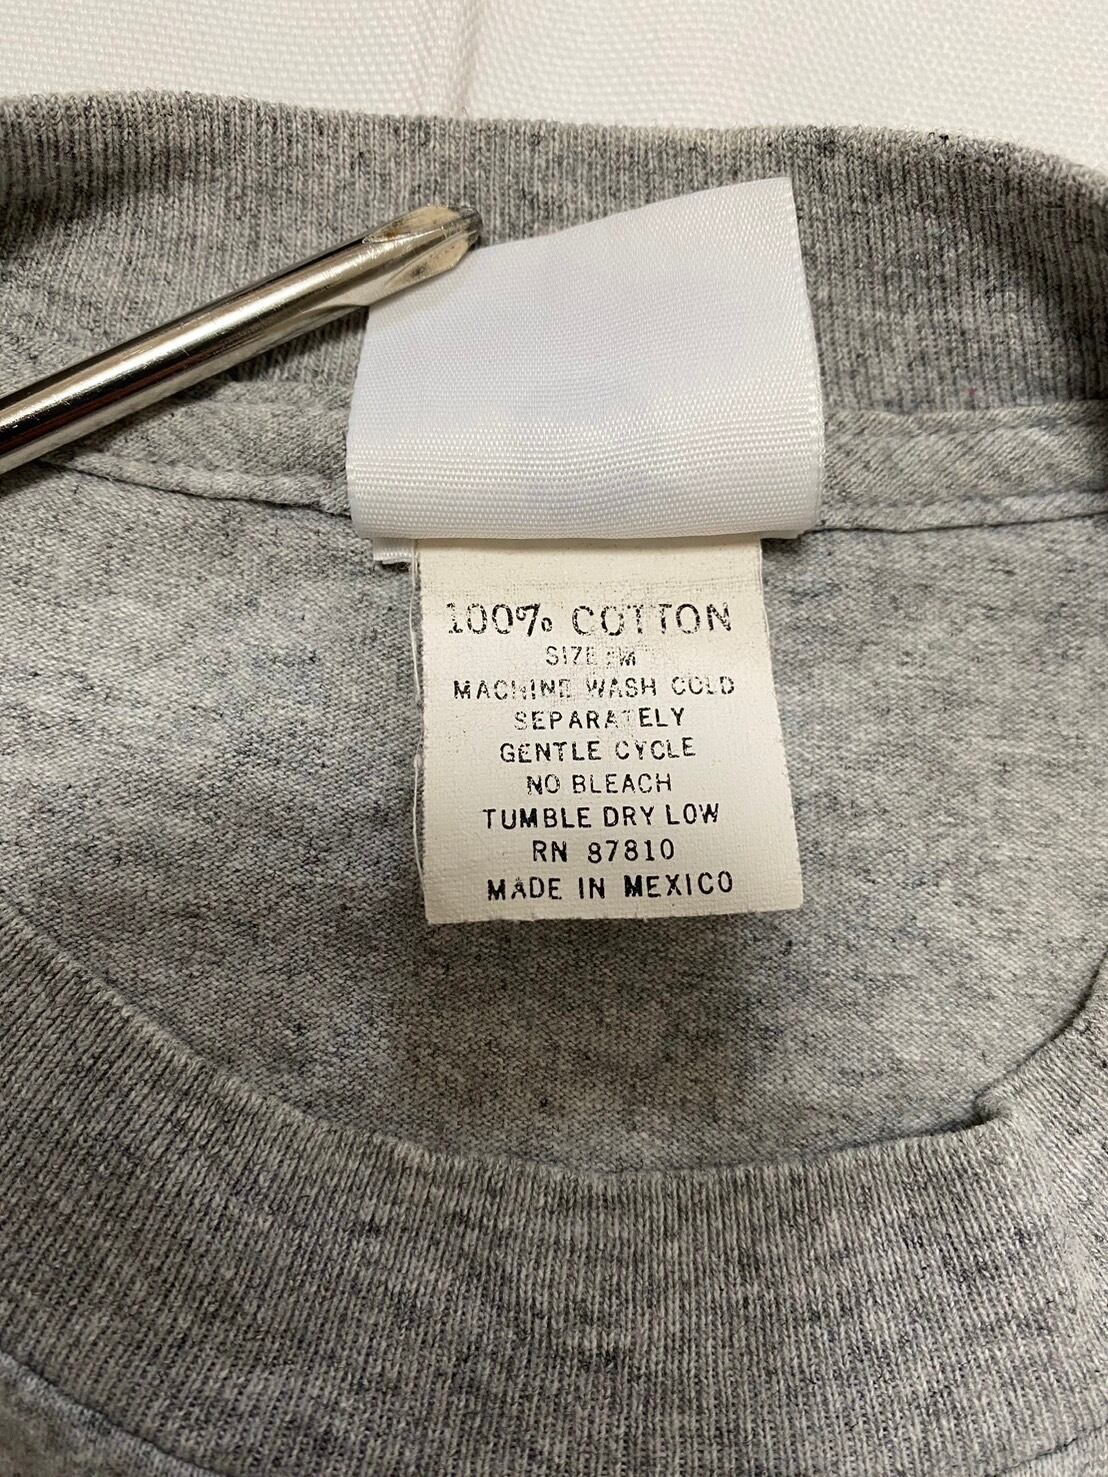 100% COTTON
SIZE M
MACHINE WASH COLD
SEPARATELY
GENTLE CYCLE
NO BLEACH
TUMBLE DRY LOW
RN 87810
MADE IN MEXICO